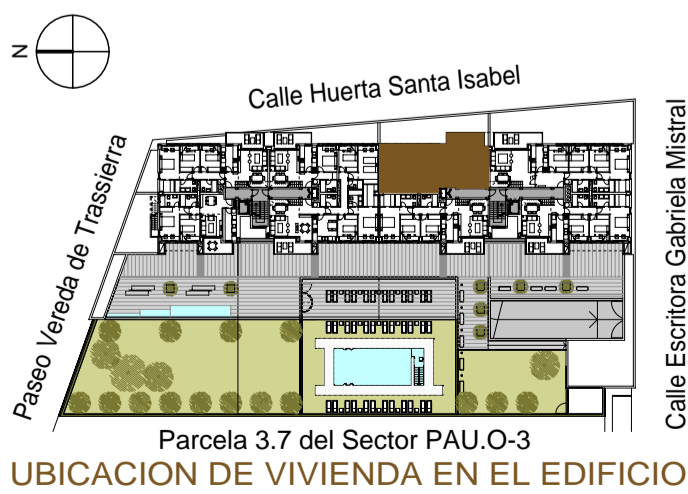 N
Calle Huerta Santa Isabel
Paseo Vereda de Trassierra
Calle Escritora Gabriela Mistral
Parcela 3.7 del Sector PAU.O-3
UBICACION DE VIVIENDA EN EL EDIFICIO